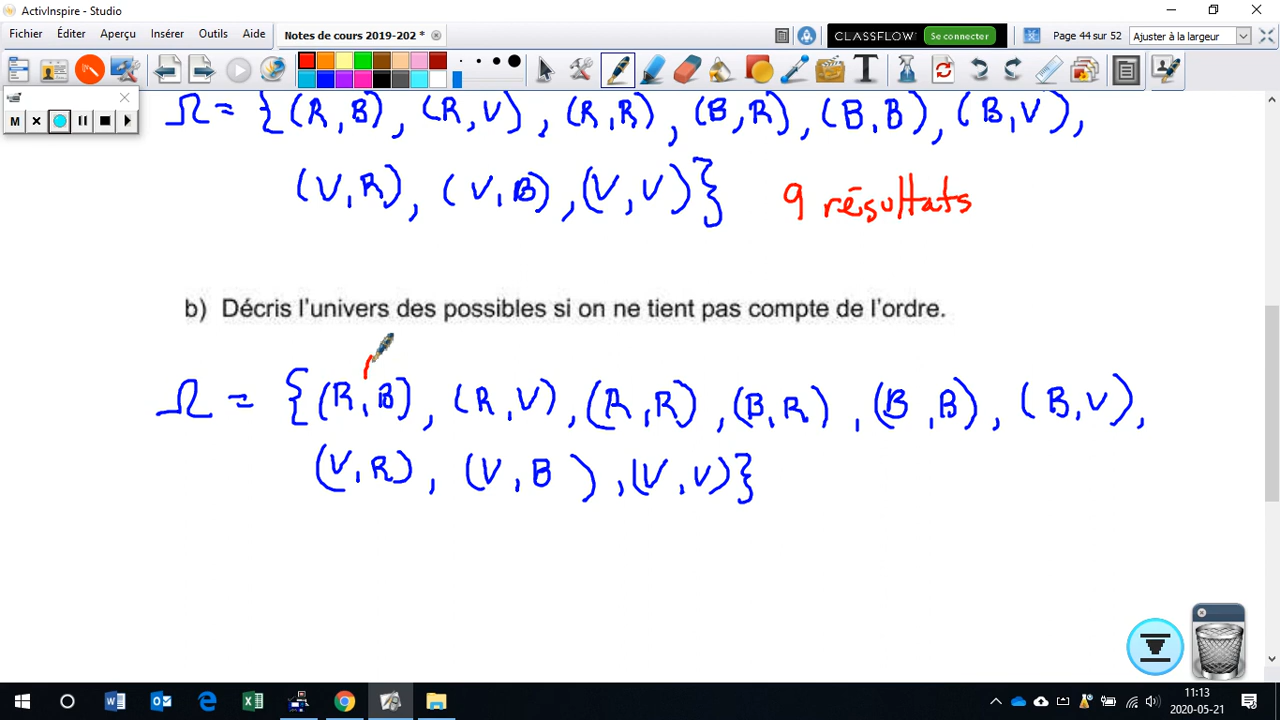 ActivInspire - Studio
Fichier Éditer Aperçu Insérer Outils Aide Notes de cours 2019-202 * CLASSFLOW Se connecter Page 44 sur 52 Ajuster à la largeur
M
Ω = {(R,B), (R,V), (R,R), (B,R), (B,B), (B,V),
(V,R), (V,B), (V,V)} 9 résultats
b) Décris l'univers des possibles si on ne tient pas compte de l'ordre.
Ω = {(R,B), (R,V), (R,R), (B,R), (B,B), (B,V),
(V,R), (V,B), (V,V)}
11:13
2020-05-21